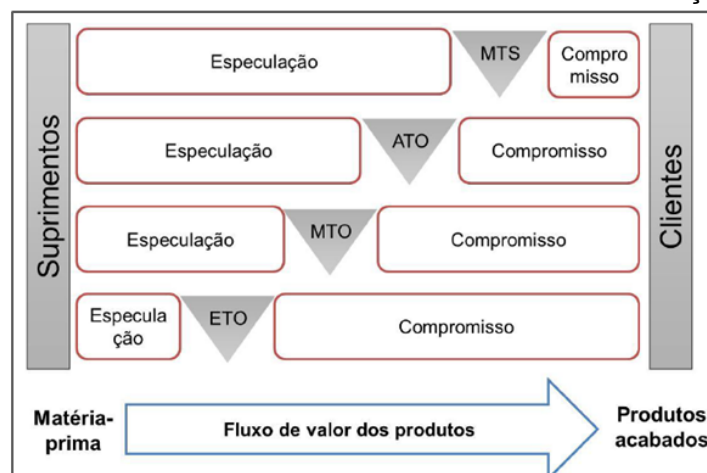 Suprimentos
Especulação
MTS
Compro
misso
Especulação
ATO
Compromisso
Especulação
MTO
Compromisso
Especula
ção
ETO
Compromisso
Clientes
Matéria-
prima
Fluxo de valor dos produtos
Produtos
acabados